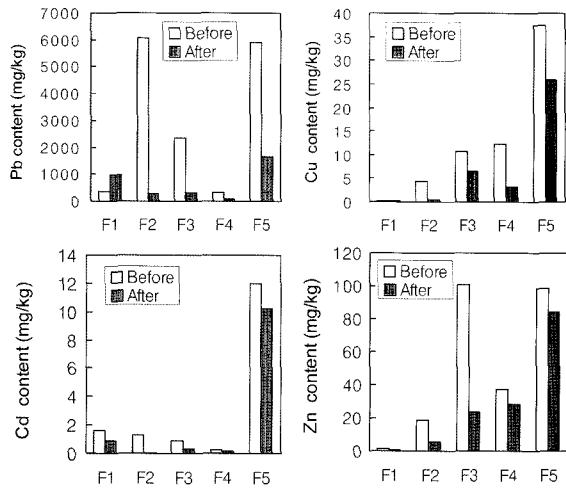 Pb content (mg/kg)
7000
6000
5000
4000
3000
2000
1000
0
Before
After
F1 F2 F3 F4 F5
Cu content (mg/kg)
40
35
30
25
20
15
10
5
0
Before
After
F1 F2 F3 F4 F5
Cd content (mg/kg)
14
12
10
8
6
4
2
0
Before
After
F1 F2 F3 F4 F5
Zn content (mg/kg)
120
100
80
60
40
20
0
Before
After
F1 F2 F3 F4 F5